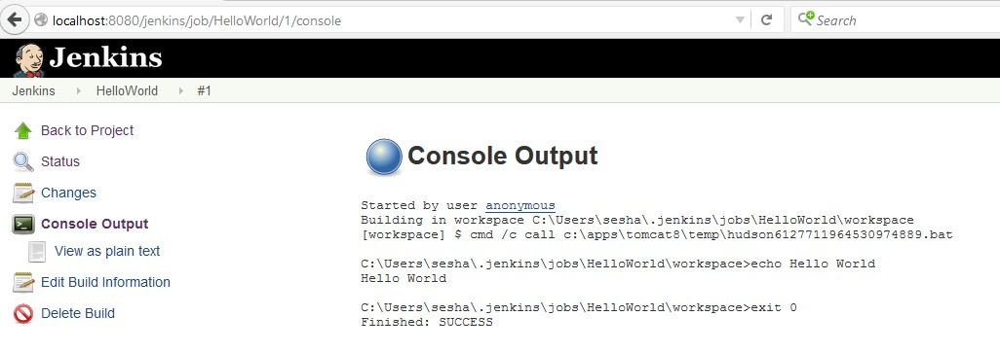 localhost:8080/jenkins/job/HelloWorld/1/console
Search
Jenkins
Jenkins HelloWorld #1
Back to Project
Status
Changes
Console Output
View as plain text
Edit Build Information
Delete Build
Console Output
Started by user anonymous
Building in workspace C:\Users\sesha\.jenkins\jobs\HelloWorld\workspace
[workspace] $ cmd /c call c:\apps\tomcat8\temp\hudson6127711964530974889.bat
C:\Users\sesha\.jenkins\jobs\HelloWorld\workspace>echo Hello World
Hello World
C:\Users\sesha\.jenkins\jobs\HelloWorld\workspace>exit 0
Finished: SUCCESS